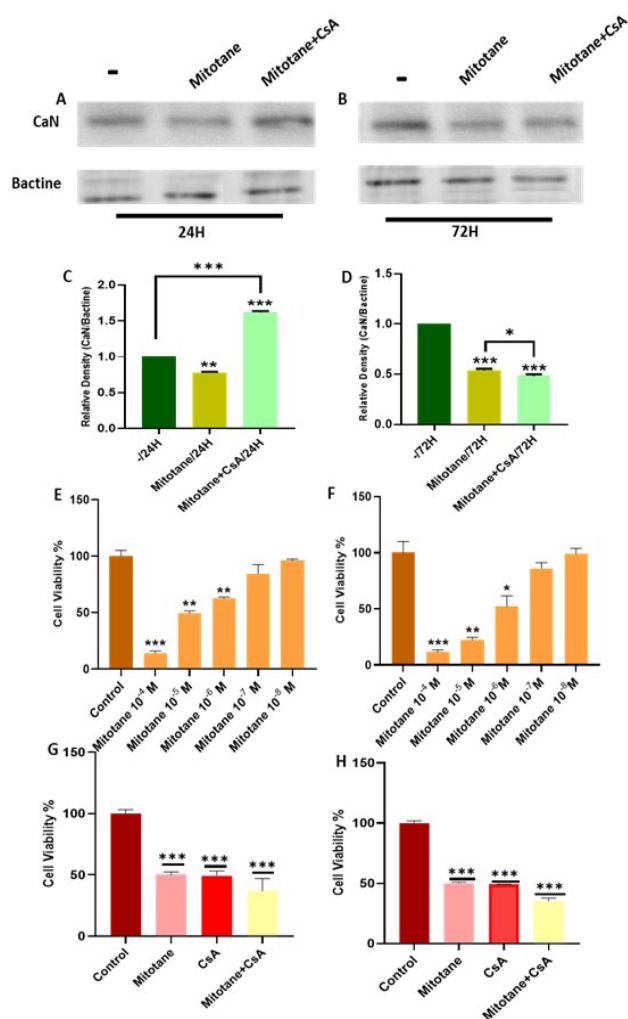 -
Mitotane
Mitotane+CsA
-
Mitotane
Mitotane+CsA
A
B
CaN
Bactine
24H
72H
C
***
Relative Density (CaN/Bactine)
2.0
1.5
1.0
0.5
0.0
**
***
-/24H
Mitotane/24H
Mitotane+CsA/24H
D
Relative Density (CaN/Bactine)
1.5
1.0
0.5
0.0
*
***
***
-/72H
Mitotane/72H
Mitotane+CsA/72H
E
Cell Viability %
150
100
50
0
***
**
**
Control
Mitotane 10⁻⁴ M
Mitotane 10⁻⁵ M
Mitotane 10⁻⁶ M
Mitotane 10⁻⁷ M
Mitotane 10⁻⁸ M
F
Cell Viability %
150
100
50
0
***
**
*
Control
Mitotane 10⁻⁴ M
Mitotane 10⁻⁵ M
Mitotane 10⁻⁶ M
Mitotane 10⁻⁷ M
Mitotane 10⁻⁸ M
G
Cell Viability %
150
100
50
0
***
***
***
Control
Mitotane
CsA
Mitotane+CsA
H
Cell Viability %
150
100
50
0
***
***
***
Control
Mitotane
CsA
Mitotane+CsA